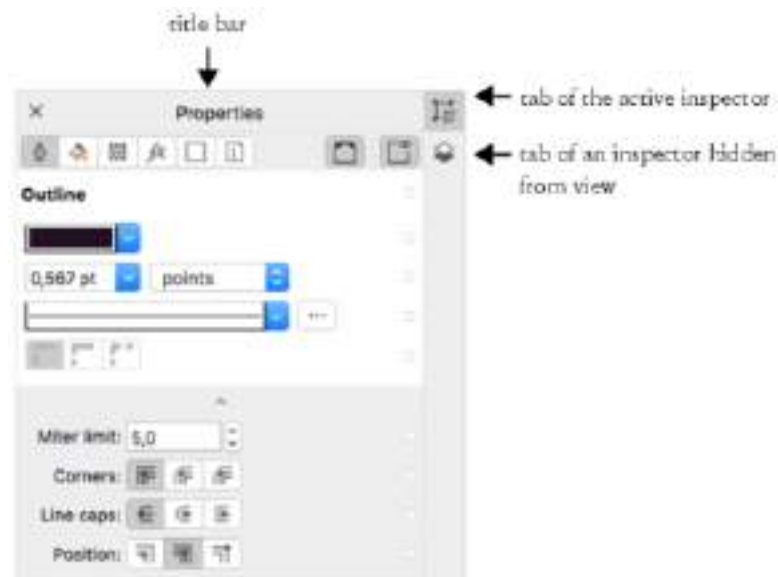 title bar
Properties
tab of the active inspector
tab of an inspector hidden
from view
Outline
0,567 pt
points
Miter limit: 5,0
Corners:
Line caps:
Position: